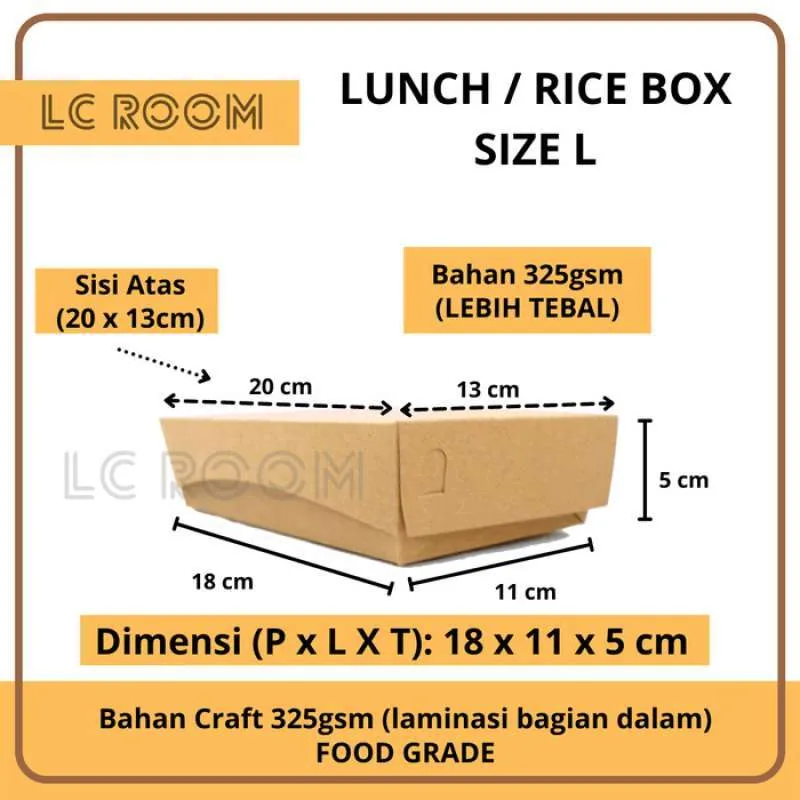 LC ROOM
LUNCH / RICE BOX
SIZE L
Sisi Atas
(20 x 13cm)
Bahan 325gsm
(LEBIH TEBAL)
20 cm
13 cm
LC ROOM
5 cm
18 cm
11 cm
Dimensi (P x L X T): 18 x 11 x 5 cm
Bahan Craft 325gsm (laminasi bagian dalam)
FOOD GRADE